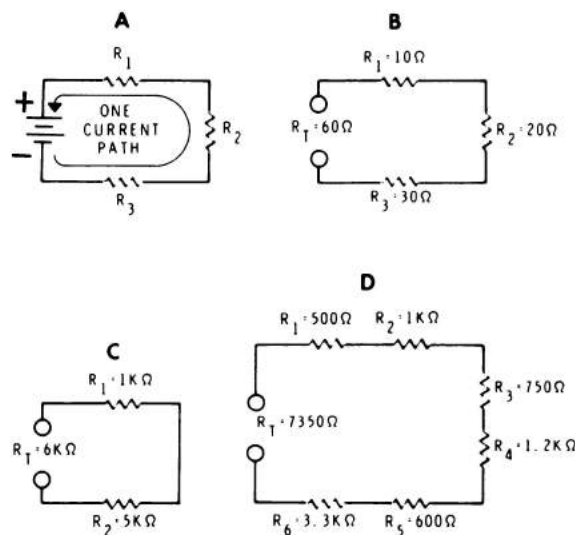 A
R1
+
ONE
CURRENT
PATH
R2
-
R3
B
R1=10Ω
RT=60Ω
R2=20Ω
R3=30Ω
C
R1=1KΩ
RT=6KΩ
R2=5KΩ
D
R1=500Ω
R2=1KΩ
R3=750Ω
RT=7350Ω
R4=1.2KΩ
R6=3.3KΩ
R5=600Ω